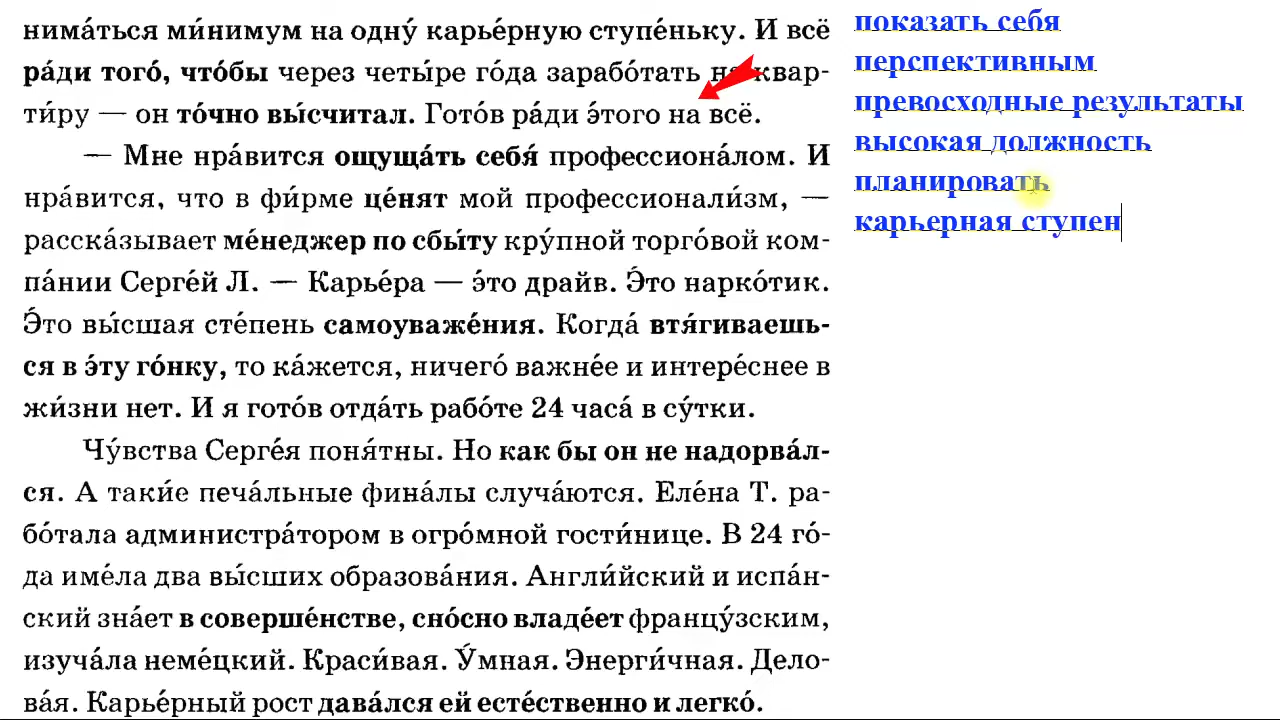 нима́ться ми́нимум на одну́ карье́рную ступе́ньку. И всё
ра́ди того́, что́бы через четы́ре го́да зарабо́тать на квар-
ти́ру — он то́чно вы́считал. Гото́в ра́ди э́того на всё.
— Мне нра́вится ощуща́ть себя́ профессиона́лом. И
нра́вится, что в фи́рме це́нят мой профессионали́зм, —
расска́зывает ме́неджер по сбы́ту кру́пной торго́вой ком-
па́нии Серге́й Л. — Карье́ра — э́то драйв. Э́то нарко́тик.
Э́то вы́сшая сте́пень самоуваже́ния. Когда́ втя́гиваешь-
ся в э́ту го́нку, то ка́жется, ничего́ важне́е и интере́снее в
жи́зни нет. И я гото́в отда́ть рабо́те 24 часа́ в су́тки.
Чу́вства Серге́я поня́тны. Но как бы он не надорва́л-
ся. А таки́е печа́льные фина́лы случа́ются. Еле́на Т. ра-
бо́тала администра́тором в огро́мной гости́нице. В 24 го́-
да име́ла два вы́сших образова́ния. Англи́йский и испа́н-
ский зна́ет в соверше́нстве, сно́сно владе́ет францу́зским,
изуча́ла неме́цкий. Краси́вая. У́мная. Энерги́чная. Дело-
ва́я. Карье́рный рост дава́лся ей есте́ственно и легко́.
показать себя
перспективным
превосходные результаты
высокая должность
планировать
карьерная ступен